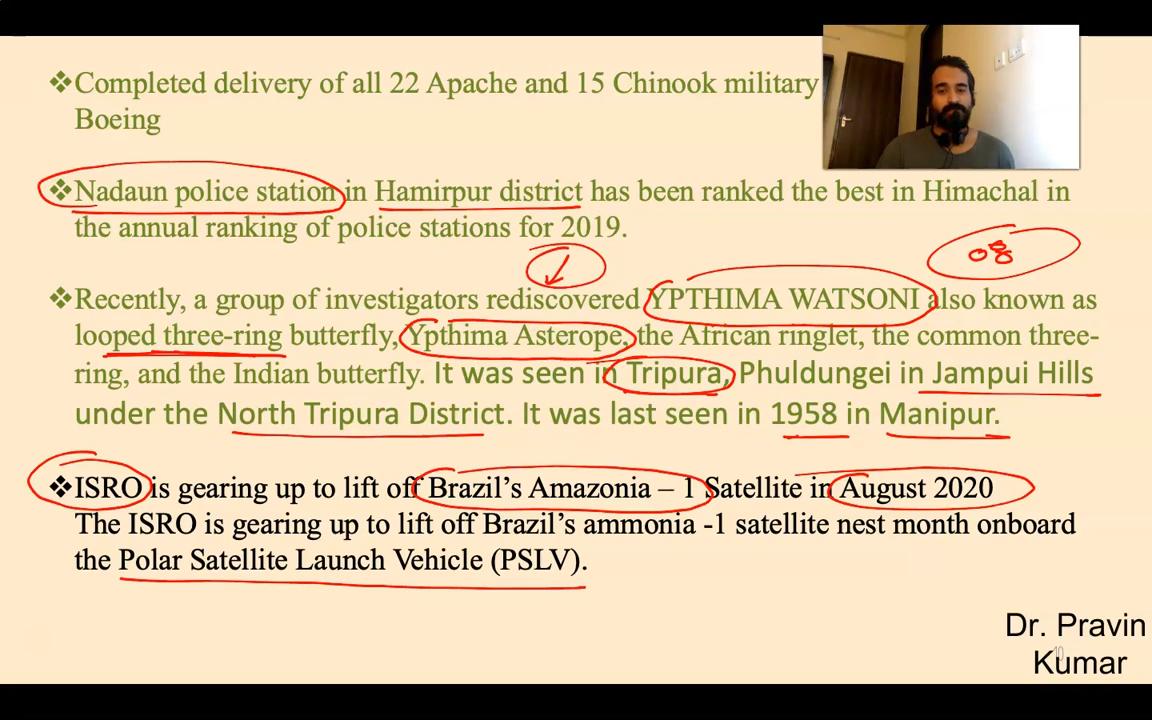 ❖Completed delivery of all 22 Apache and 15 Chinook military
Boeing
❖Nadaun police station in Hamirpur district has been ranked the best in Himachal in
the annual ranking of police stations for 2019.
08
❖Recently, a group of investigators rediscovered YPTHIMA WATSONI also known as
looped three-ring butterfly, Ypthima Asterope, the African ringlet, the common three-
ring, and the Indian butterfly. It was seen in Tripura, Phuldungei in Jampui Hills
under the North Tripura District. It was last seen in 1958 in Manipur.
❖ISRO is gearing up to lift off Brazil’s Amazonia – 1 Satellite in August 2020
The ISRO is gearing up to lift off Brazil’s ammonia -1 satellite nest month onboard
the Polar Satellite Launch Vehicle (PSLV).
Dr. Pravin
Kumar
10